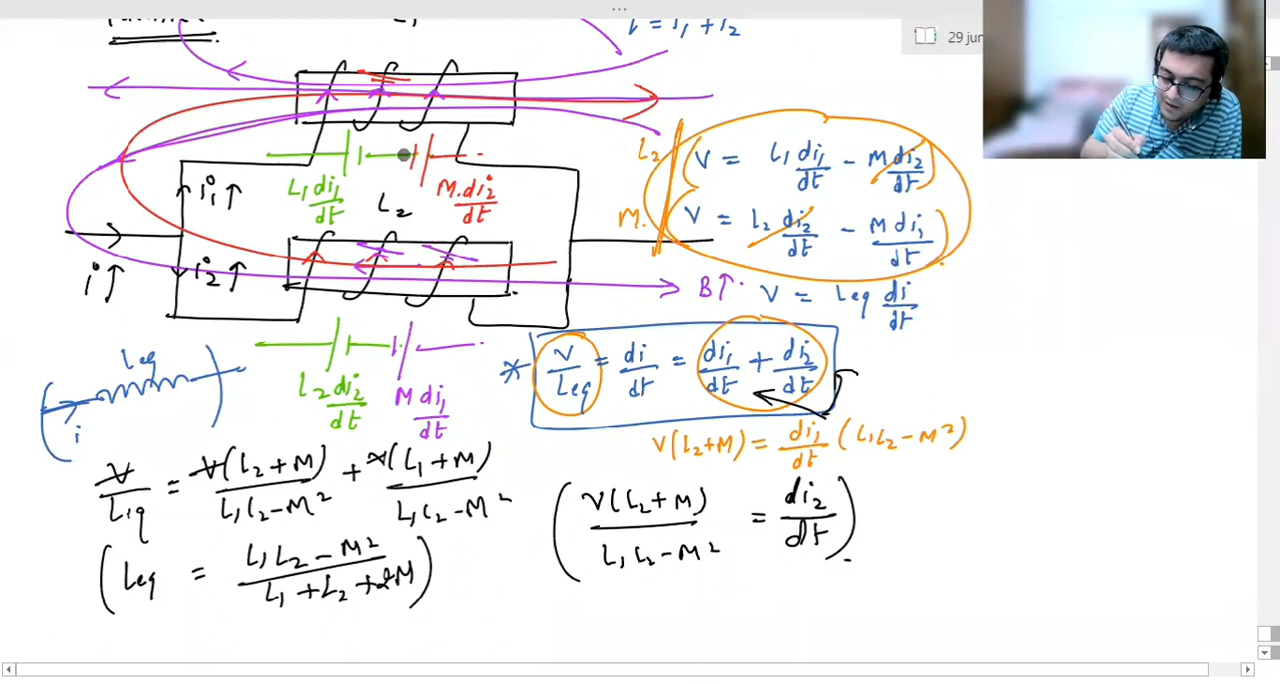 i = i₁ + i₂
29 jun
L₂
V = L₁ di₁/dt − M di₂/dt
L₁ di₁/dt
M. di₂/dt
i₁ ↑
L₂
M.
V = L₂ di₂/dt − M di₁/dt
i ↑
i₂ ↑
B↑.
V = Leq di/dt
Leq
i
L₂ di₂/dt
M di₁/dt
* V/Leq = di/dt = di₁/dt + di₂/dt
V(L₂+M) = di₁/dt (L₁L₂ − M²)
V/Leq = V(L₂+M)/L₁L₂−M² + V(L₁+M)/L₁L₂−M²
(V(L₂+M)/L₁L₂−M² = di₂/dt).
(Leq = L₁L₂ − M²/L₁ + L₂ + 2M)